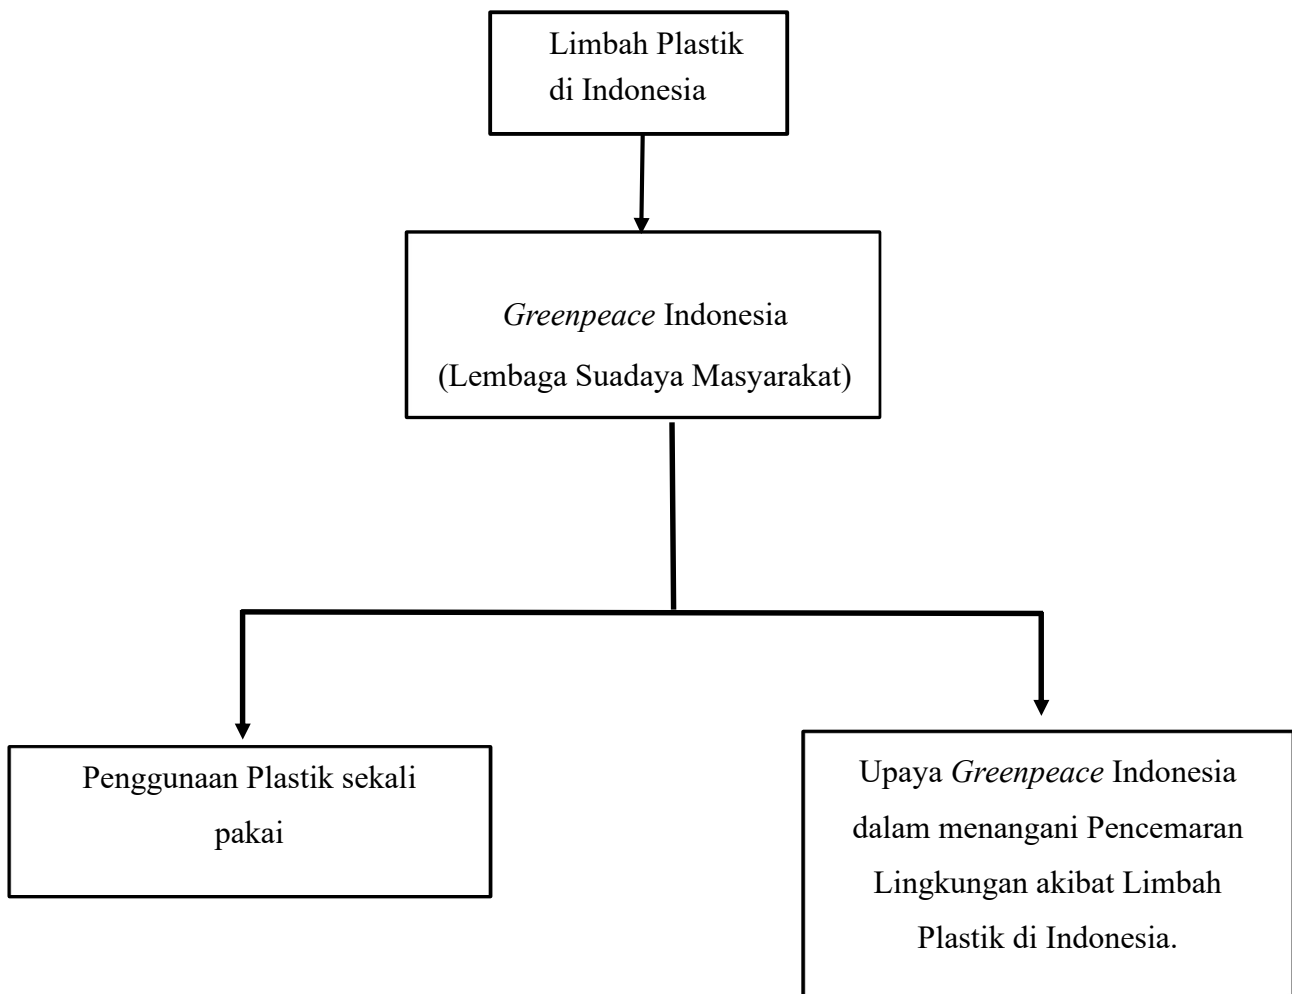 Limbah Plastik
di Indonesia
Greenpeace Indonesia
(Lembaga Suadaya Masyarakat)
Penggunaan Plastik sekali
pakai
Upaya Greenpeace Indonesia
dalam menangani Pencemaran
Lingkungan akibat Limbah
Plastik di Indonesia.